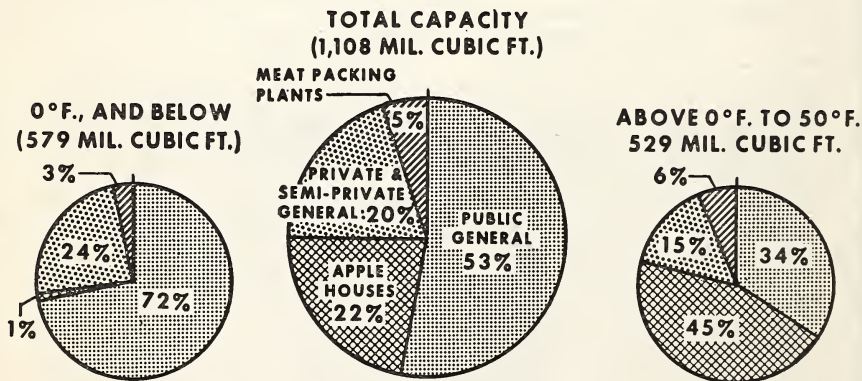 TOTAL CAPACITY
(1,108 MIL. CUBIC FT.)
MEAT PACKING
PLANTS
5%
PRIVATE &
SEMI-PRIVATE
GENERAL:20%
PUBLIC
GENERAL
53%
APPLE
HOUSES
22%
0°F., AND BELOW
(579 MIL. CUBIC FT.)
3%
24%
72%
1%
ABOVE 0°F. TO 50°F.
529 MIL. CUBIC FT.
6%
15%
34%
45%